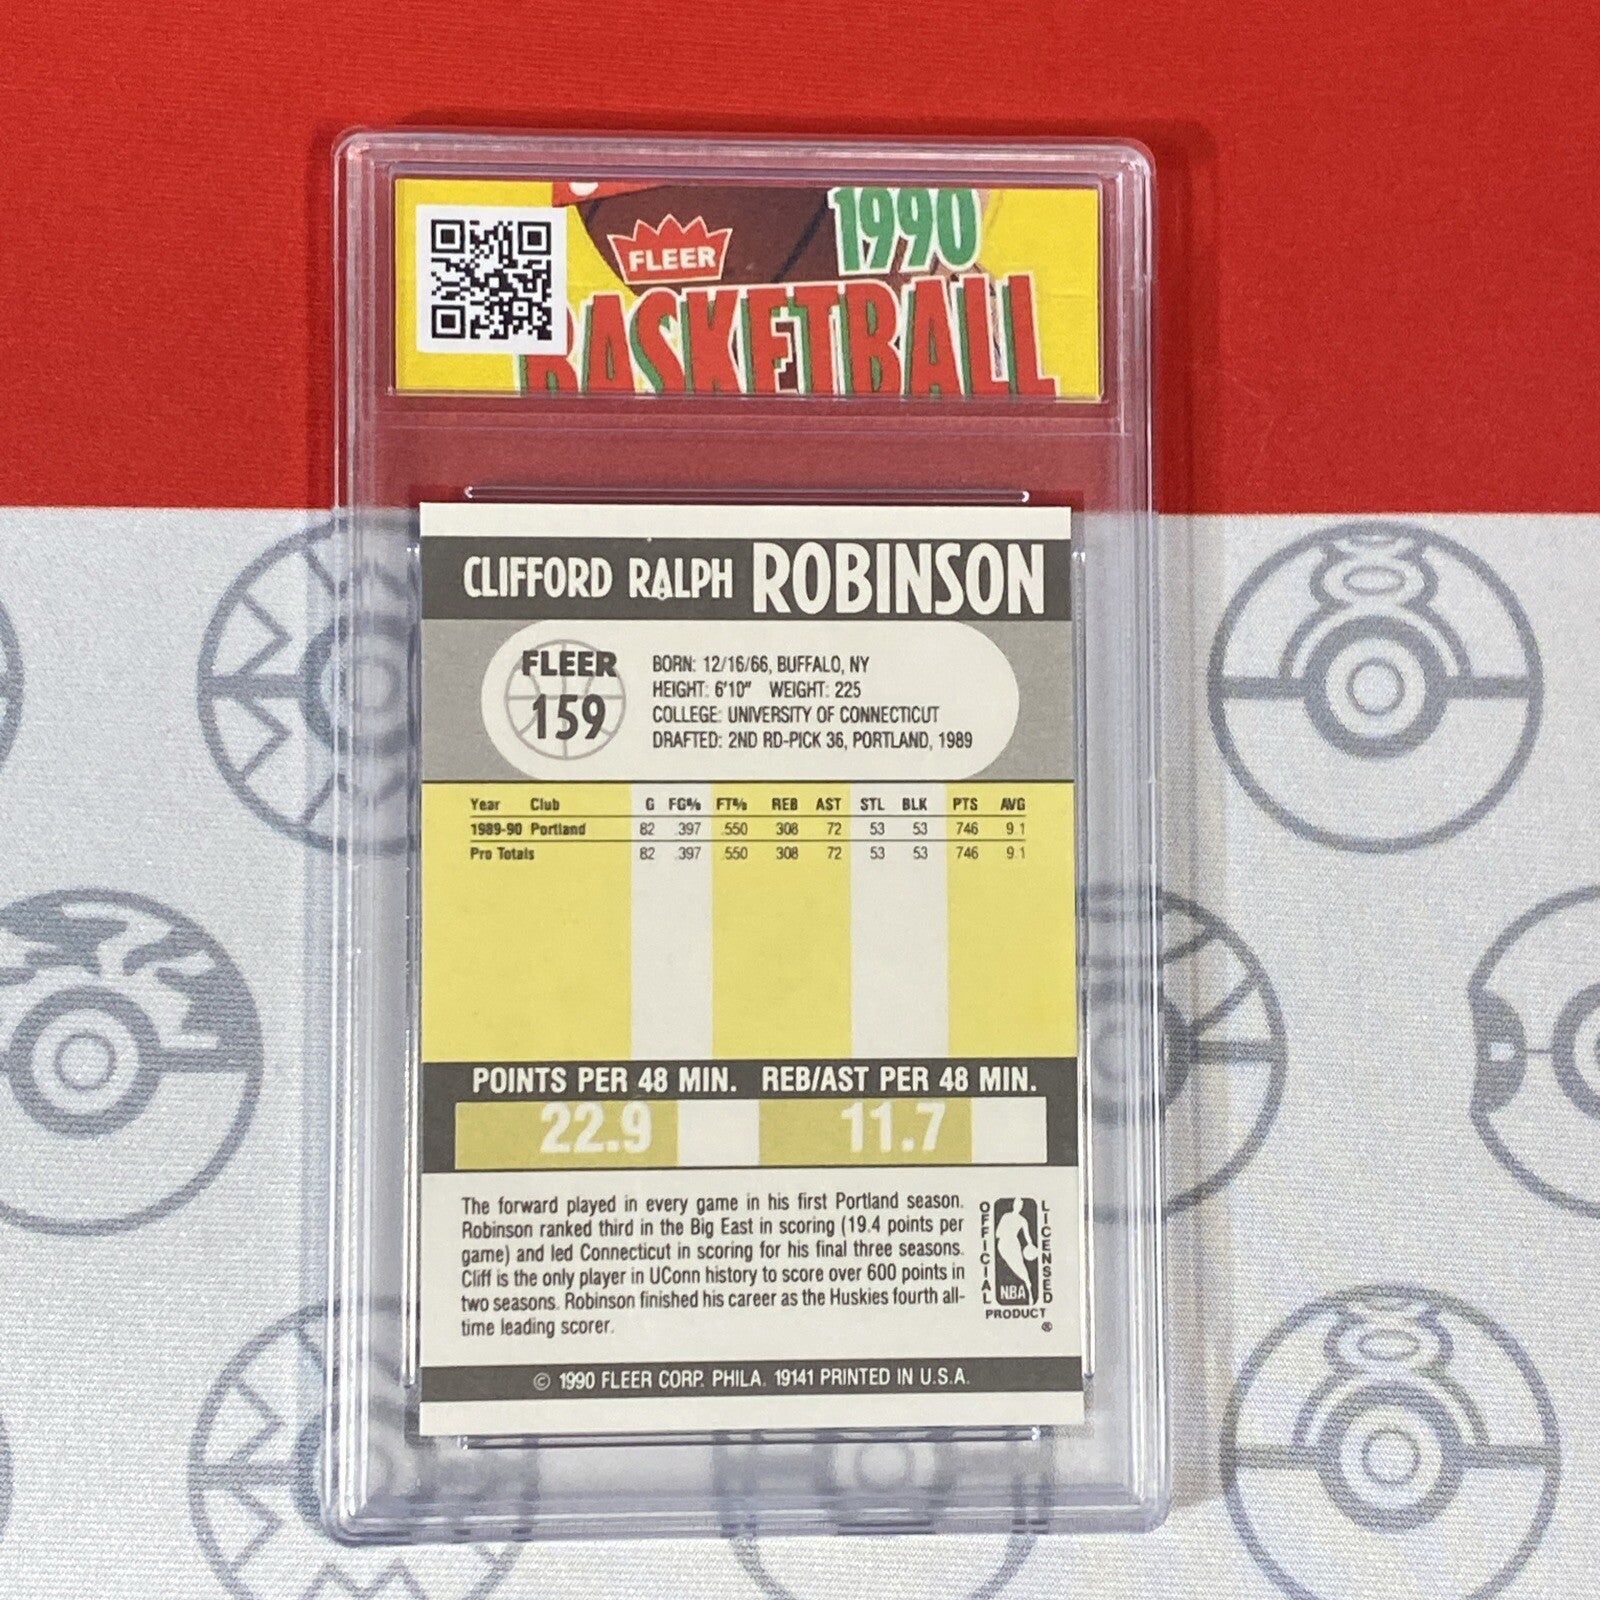 FLEER
1990
BASKETBALL
CLIFFORD RALPH ROBINSON
FLEER
159
BORN: 12/16/66, BUFFALO, NY
HEIGHT: 6'10" WEIGHT: 225
COLLEGE: UNIVERSITY OF CONNECTICUT
DRAFTED: 2ND RD-PICK 36, PORTLAND, 1989
Year Club G FG% FT% REB AST STL BLK PTS AVG
1989-90 Portland 82 .397 .550 308 72 53 53 746 9.1
Pro Totals 82 .397 .550 308 72 53 53 746 9.1
POINTS PER 48 MIN. REB/AST PER 48 MIN.
22.9 11.7
The forward played in every game in his first Portland season.
Robinson ranked third in the Big East in scoring (19.4 points per
game) and led Connecticut in scoring for his final three seasons.
Cliff is the only player in UConn history to score over 600 points in
two seasons. Robinson finished his career as the Huskies fourth all-
time leading scorer.
OFFICIAL LICENSED
NBA
PRODUCT
®
© 1990 FLEER CORP. PHILA. 19141 PRINTED IN U.S.A.